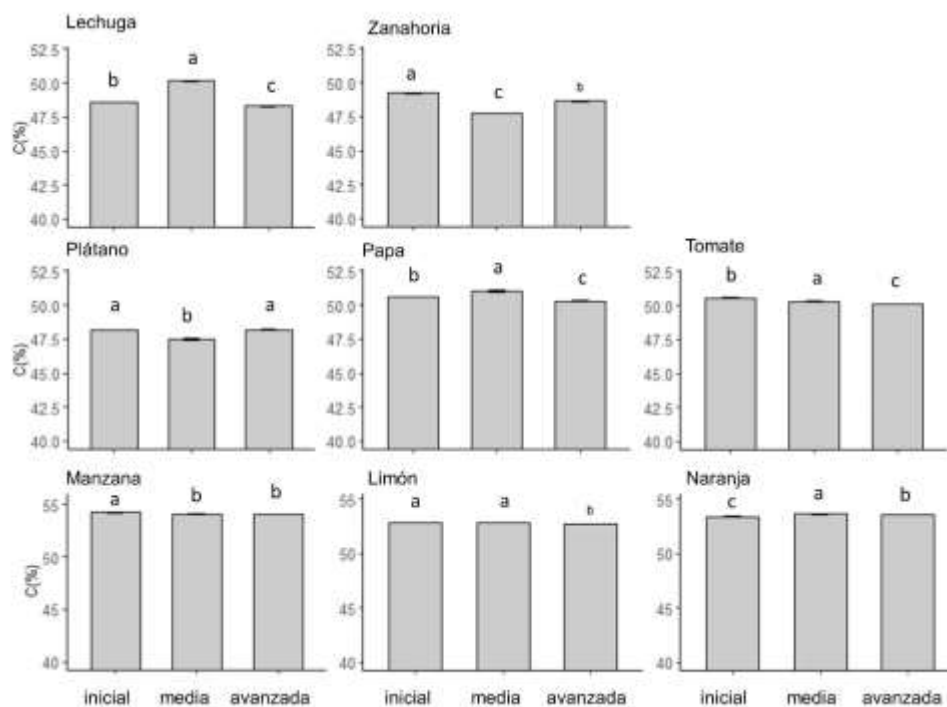 Lechuga
52.5
50.0
47.5
45.0
42.5
40.0
C(%)
b
a
c
Zanahoria
52.5
50.0
47.5
45.0
42.5
40.0
a
c
b
Plátano
52.5
50.0
47.5
45.0
42.5
40.0
C(%)
a
b
a
Papa
52.5
50.0
47.5
45.0
42.5
40.0
b
a
c
Tomate
52.5
50.0
47.5
45.0
42.5
40.0
b
a
c
Manzana
55
50
45
40
C(%)
a
b
b
inicial media avanzada
Limón
55
50
45
40
a
a
b
inicial media avanzada
Naranja
55
50
45
40
c
a
b
inicial media avanzada